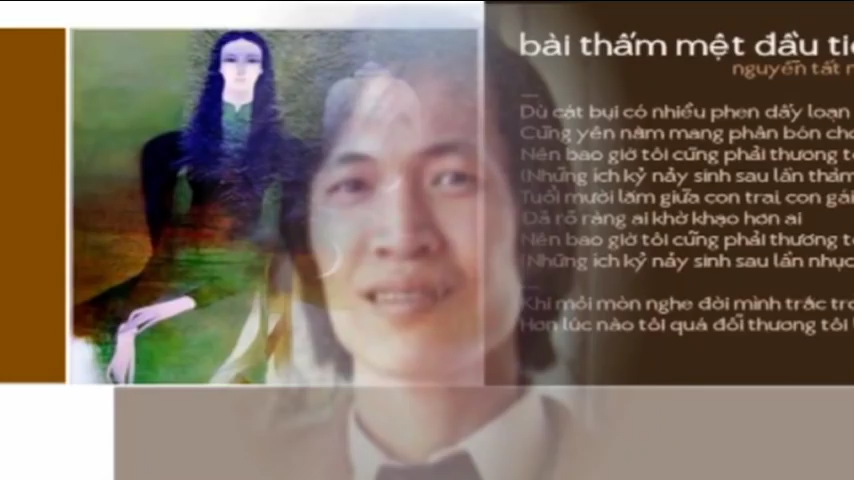 bài thấm mệt đầu
nguyễn tất
Dù cát bụi có nhiều phen dấy loạn
Cũng yên nằm mang phân bón cho
Nên bao giờ tôi cũng phải thương
(Những ích kỷ nảy sinh sau lần thảm
Tuổi mười lăm giữa con trai, con gái
Đã rõ ràng ai khờ khạo hơn ai
Nên bao giờ tôi cũng phải thương
(Những ích kỷ nảy sinh sau lần nhục
Khi mỏi mòn nghe đời mình trác
Hơn lúc nào tôi quá đổi thương tôi